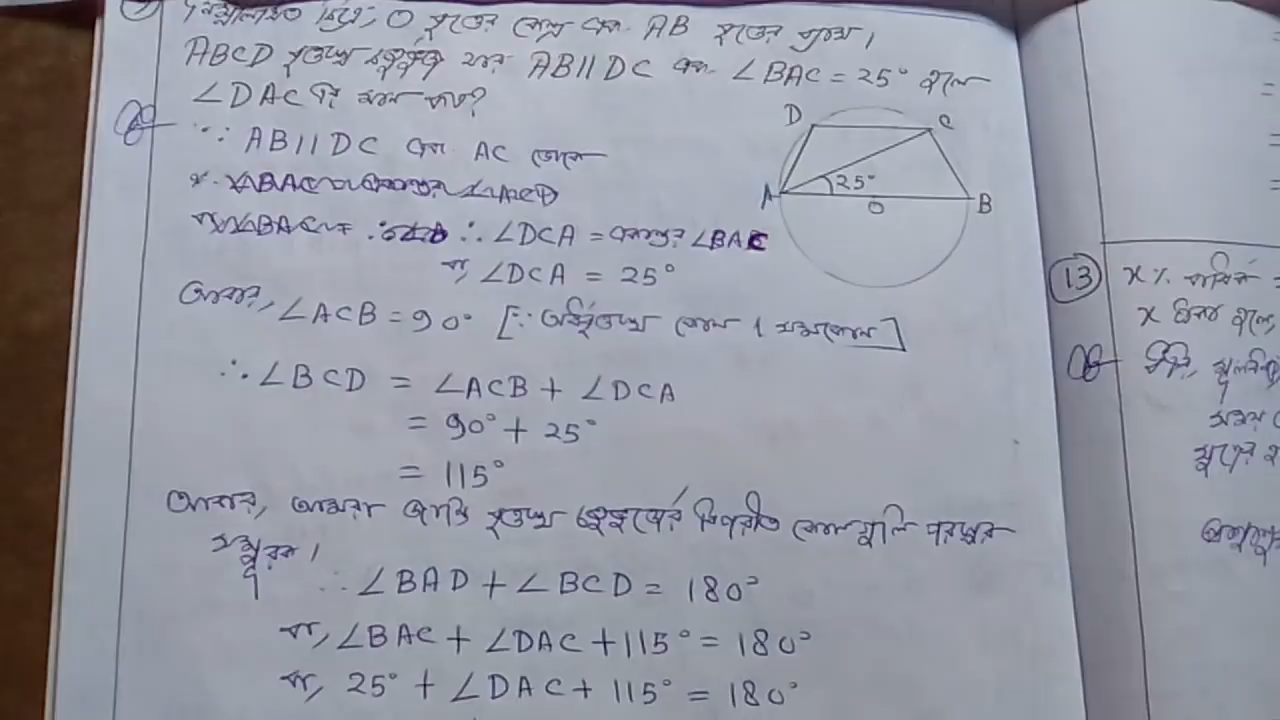 O বৃত্তের কেন্দ্র এবং AB বৃত্তের ব্যাস।
ABCD বৃত্তস্থ চতুর্ভুজ যার AB || DC এবং ∠BAC = 25° হলে
∠DAC এর মান কত?
D C
A 25° B
O
∵ AB || DC এবং AC ভেদক
∴ ∠DCA = একান্তর ∠BAC
বা, ∠DCA = 25°
আবার, ∠ACB = 90° [∵ অর্ধবৃত্তস্থ কোণ 1 সমকোণ]
∴ ∠BCD = ∠ACB + ∠DCA
= 90° + 25°
= 115°
আবার, আমরা জানি বৃত্তস্থ চতুর্ভুজের বিপরীত কোণগুলি পরস্পর
সম্পূরক।
∴ ∠BAD + ∠BCD = 180°
বা, ∠BAC + ∠DAC + 115° = 180°
বা, 25° + ∠DAC + 115° = 180°
13 x% বার্ষিক
x টাকা হলে,